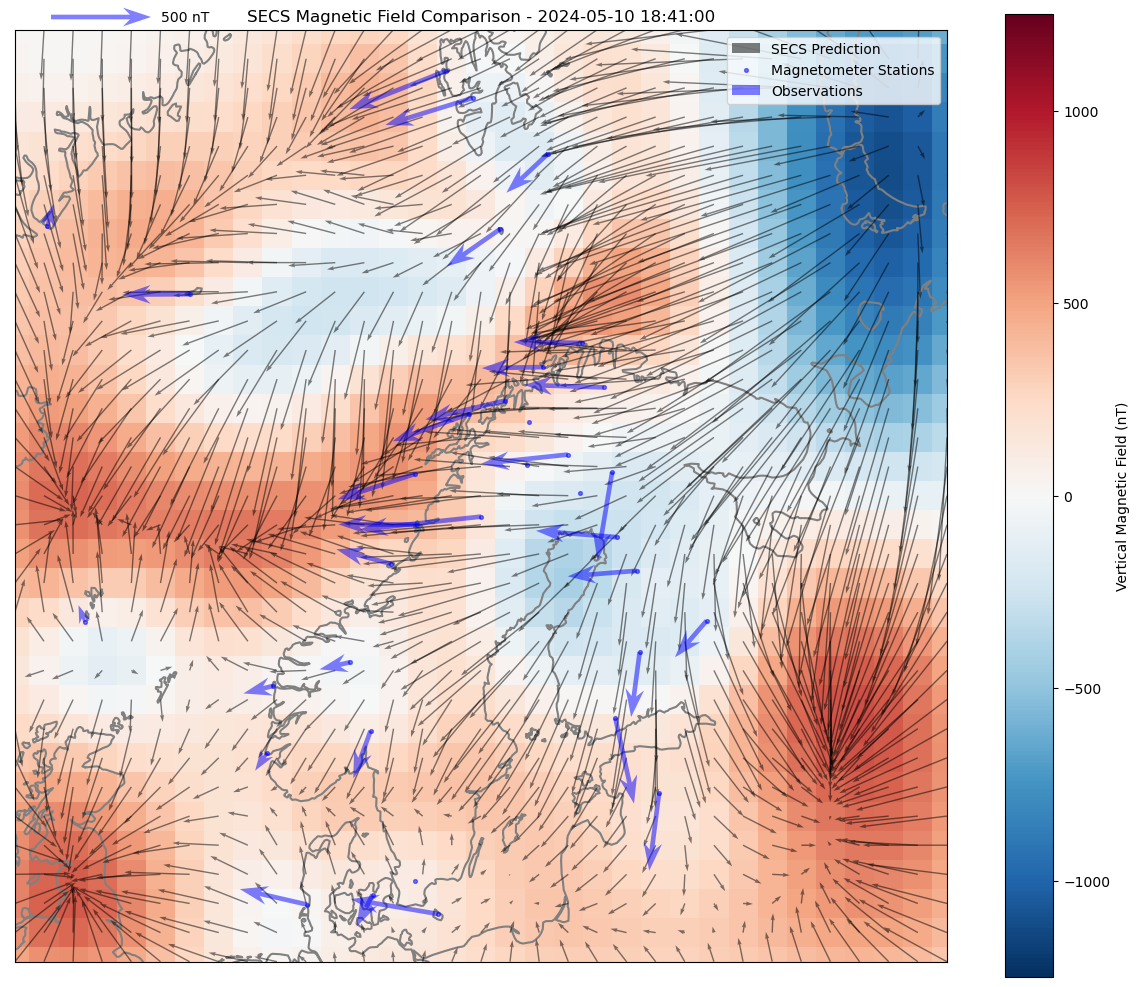 500 nT
SECS Magnetic Field Comparison - 2024-05-10 18:41:00
SECS Prediction
Magnetometer Stations
Observations
1000
500
0
−500
−1000
Vertical Magnetic Field (nT)